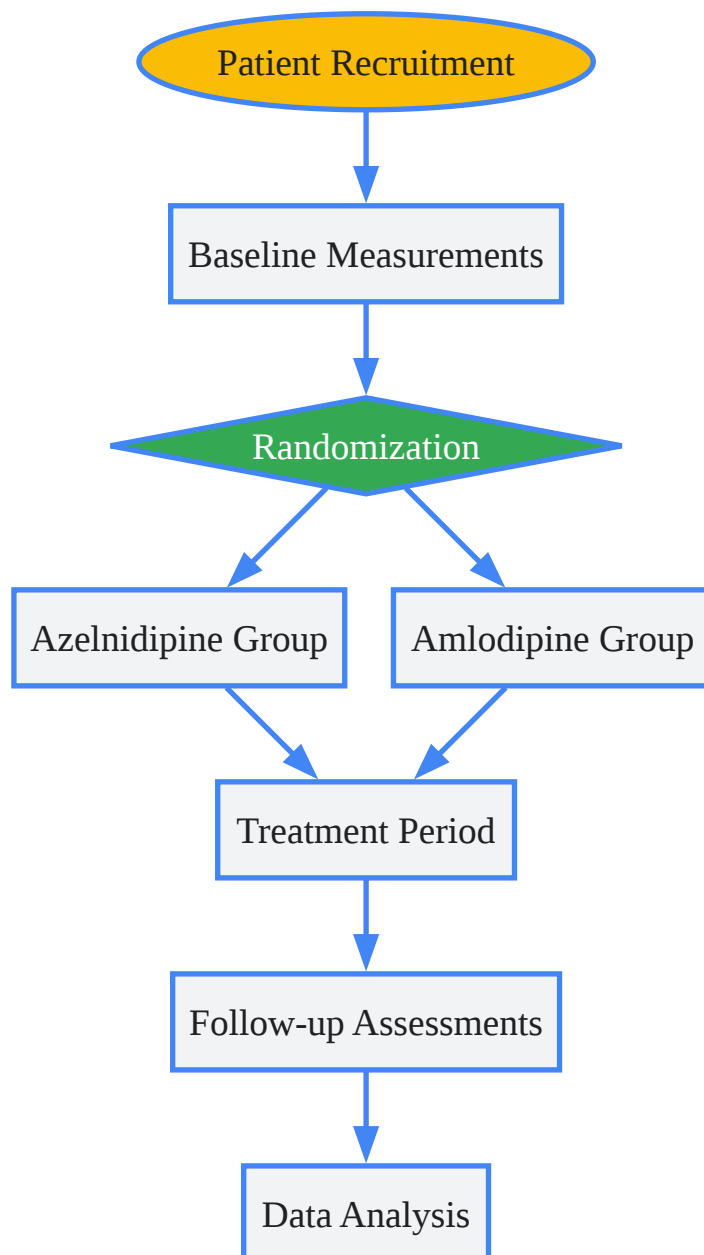 Patient Recruitment
Baseline Measurements
Randomization
Azelnidipine Group
Amlodipine Group
Treatment Period
Follow-up Assessments
Data Analysis